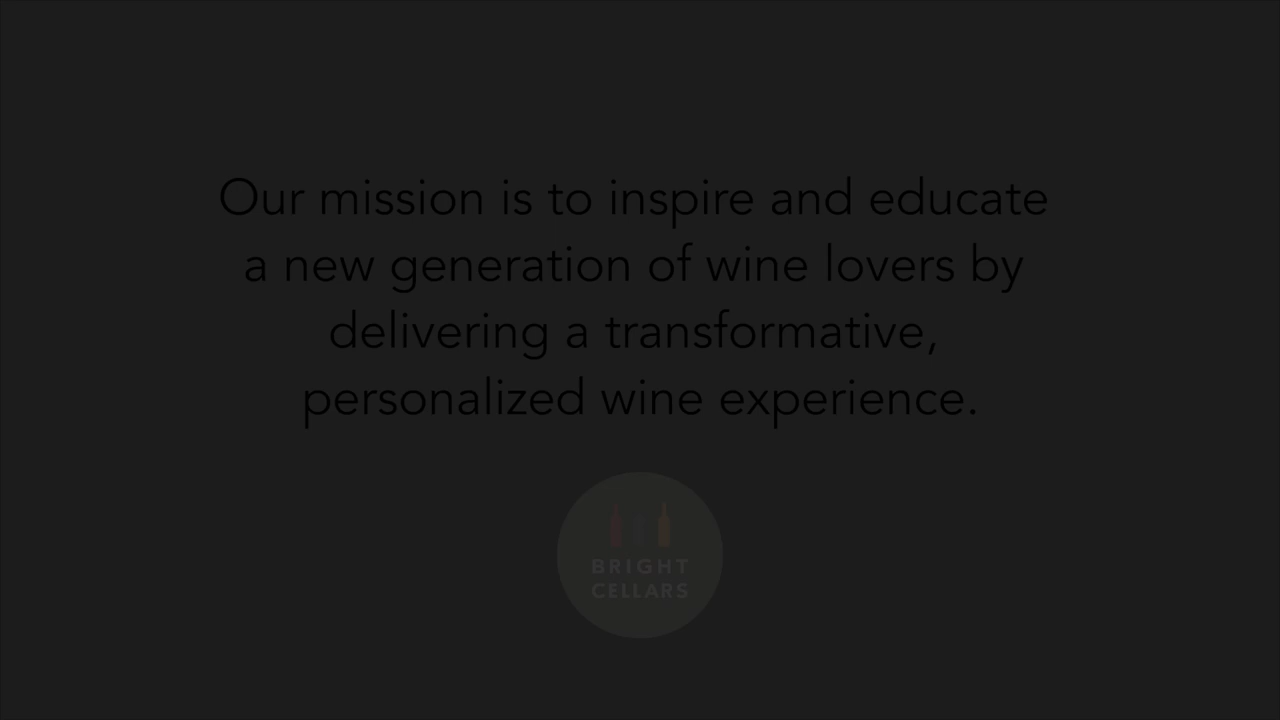 Our mission is to inspire and educate
a new generation of wine lovers by
delivering a transformative,
personalized wine experience.
BRIGHT
CELLARS